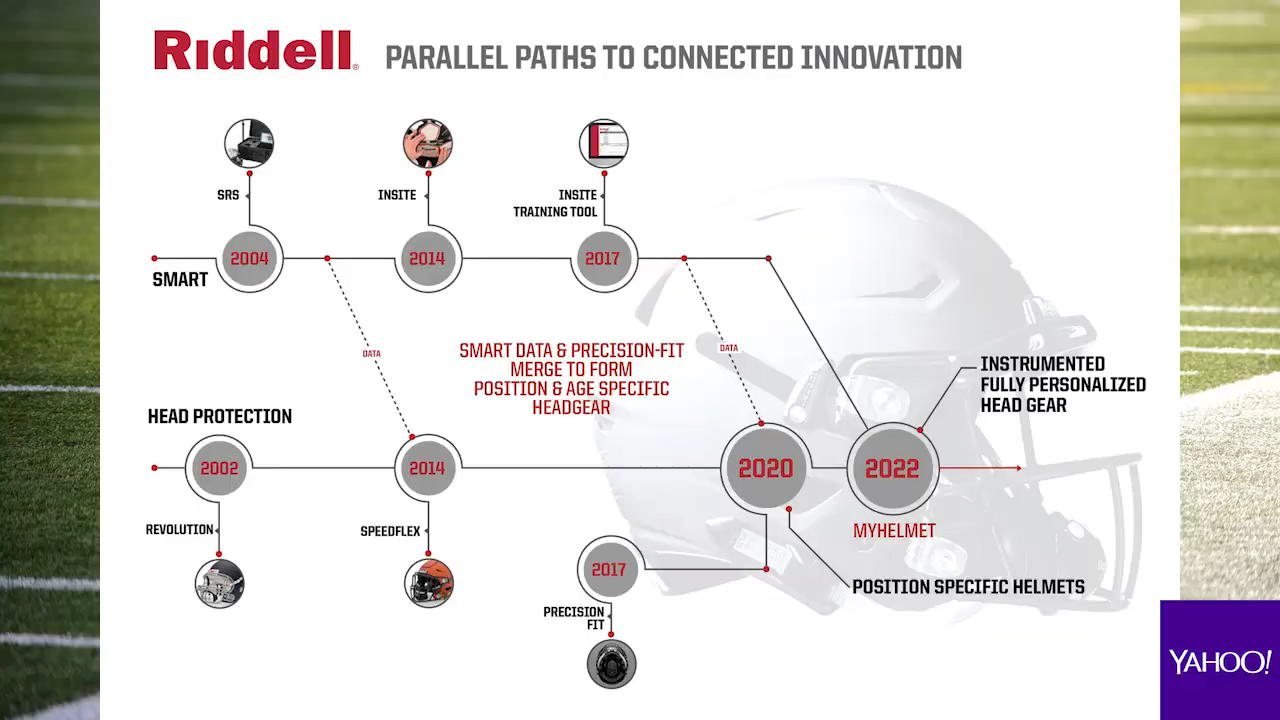 Riddell®
PARALLEL PATHS TO CONNECTED INNOVATION
SRS
INSITE
INSITE
TRAINING TOOL
2004
2014
2017
SMART
DATA
DATA
SMART DATA & PRECISION-FIT
MERGE TO FORM
POSITION & AGE SPECIFIC
HEADGEAR
INSTRUMENTED
FULLY PERSONALIZED
HEAD GEAR
HEAD PROTECTION
2002
2014
2020
2022
REVOLUTION
SPEEDFLEX
MYHELMET
2017
POSITION SPECIFIC HELMETS
PRECISION
FIT
YAHOO!